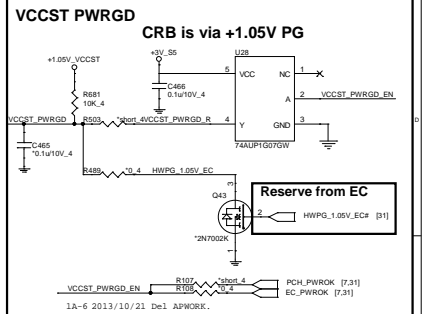 VCCST PWRGD
CRB is via +1.05V PG
+1.05V_VCCST
+3V_S5
U28
R681
10K_4
C466
0.1u/10V_4
5 VCC NC 1
A 2 VCCST_PWRGD_EN
VCCST_PWRGD R503 *short_4 VCCST_PWRGD_R 4 Y GND 3
74AUP1G07GW
C465
*0.1u/10V_4
R489 *0_4 HWPG_1.05V_EC
3
Q43
Reserve from EC
2 HWPG_1.05V_EC# [31]
*2N7002K
1
R107 *short_4 PCH_PWROK [7,31]
VCCST_PWRGD_EN R108 *0_4 EC_PWROK [7,31]
1A-6 2013/10/21 Del APWORK.
D